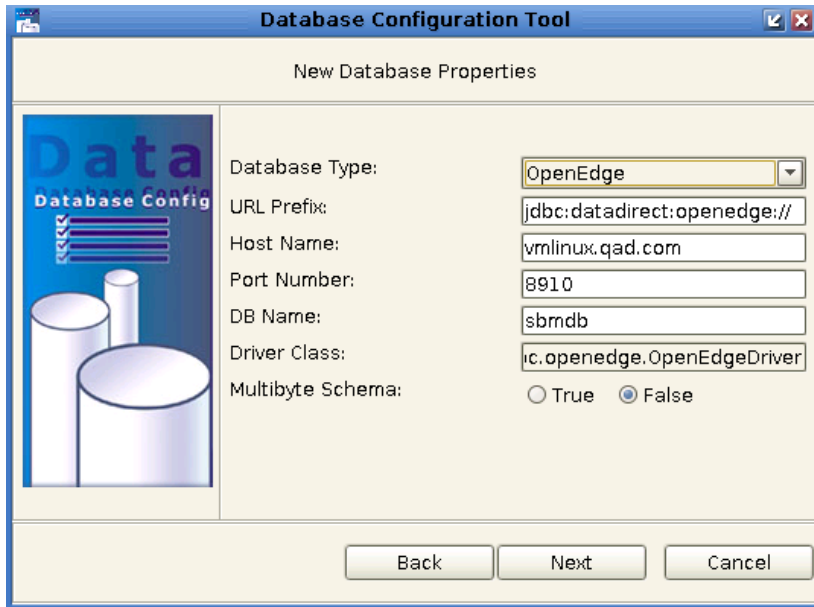 Database Configuration Tool
New Database Properties
Data
Database Config
Database Config
Database Type:
OpenEdge
URL Prefix:
jdbc:datadirect:openedge://
Host Name:
vmlinux.qad.com
Port Number:
8910
DB Name:
sbmdb
Driver Class:
c.openedge.OpenEdgeDriver
Multibyte Schema:
True False
Back Next Cancel